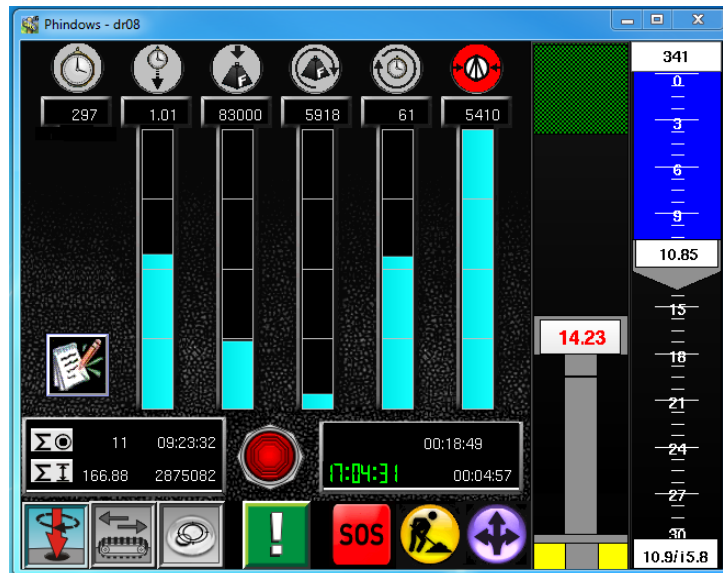 Phindows - dr08
297 1.01 83000 5918 61 5410
F F
341
0
3
6
9
10.85
15
18
21
24
27
30
10.9/15.8
14.23
Σ 11 09:23:32
Σ 166.88 2875082
00:18:49
17:04:31 00:04:57
! SOS